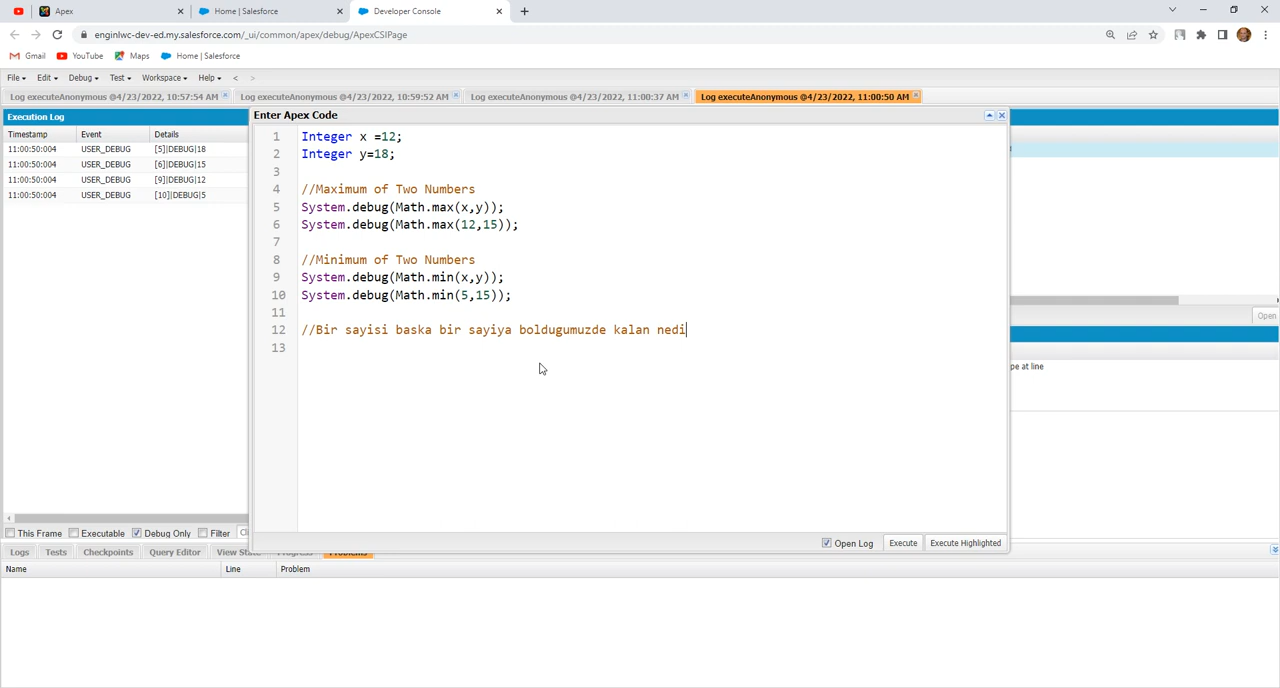 Apex
Home | Salesforce
Developer Console
enginlwc-dev-ed.my.salesforce.com/_ui/common/apex/debug/ApexCSIPage
Gmail YouTube Maps Home | Salesforce
File Edit Debug Test Workspace Help < >
Log executeAnonymous @4/23/2022, 10:57:54 AM
Log executeAnonymous @4/23/2022, 10:59:52 AM
Log executeAnonymous @4/23/2022, 11:00:37 AM
Log executeAnonymous @4/23/2022, 11:00:50 AM
Execution Log
Timestamp Event Details
11:00:50:004 USER_DEBUG [5]|DEBUG|18
11:00:50:004 USER_DEBUG [6]|DEBUG|15
11:00:50:004 USER_DEBUG [9]|DEBUG|12
11:00:50:004 USER_DEBUG [10]|DEBUG|5
Enter Apex Code
1 Integer x =12;
2 Integer y=18;
3
4 //Maximum of Two Numbers
5 System.debug(Math.max(x,y));
6 System.debug(Math.max(12,15));
7
8 //Minimum of Two Numbers
9 System.debug(Math.min(x,y));
10 System.debug(Math.min(5,15));
11
12 //Bir sayisi baska bir sayiya boldugumuzde kalan nedi
13
Open
pe at line
This Frame Executable Debug Only Filter
Open Log Execute Execute Highlighted
Logs Tests Checkpoints Query Editor View State Progress Problems
Name Line Problem